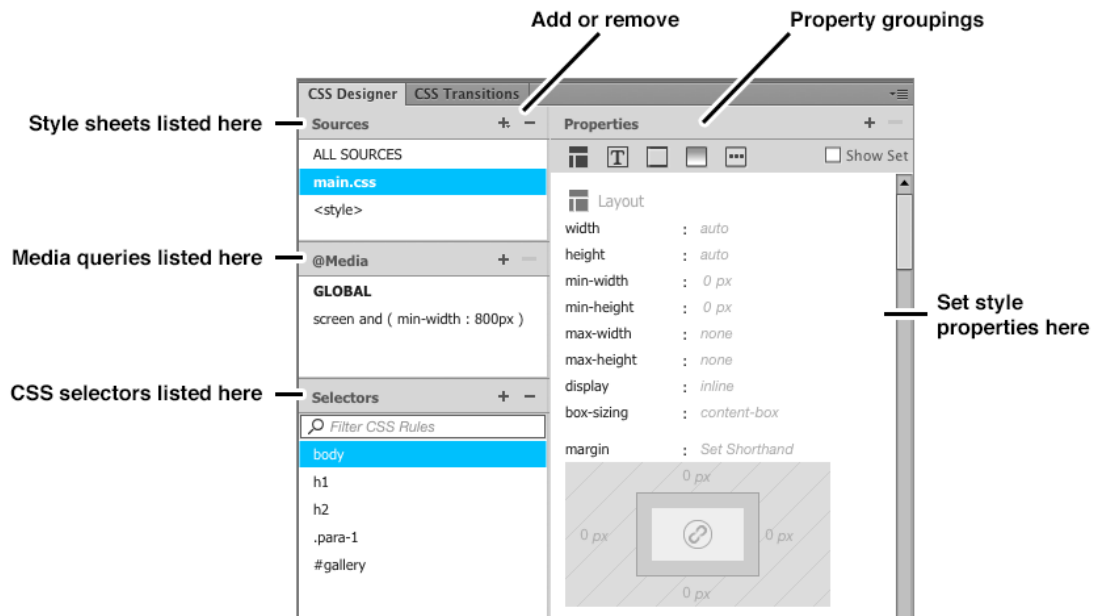 Add or remove
Property groupings
CSS Designer
CSS Transitions
Style sheets listed here
Sources
Properties
ALL SOURCES
T
Show Set
main.css
<style>
Layout
width : auto
Media queries listed here
@Media
height : auto
GLOBAL
min-width : 0 px
screen and ( min-width : 800px )
min-height : 0 px
Set style
properties here
max-width : none
max-height : none
CSS selectors listed here
Selectors
display : inline
Filter CSS Rules
box-sizing : content-box
body
margin : Set Shorthand
h1
0 px
h2
.para-1
0 px
0 px
#gallery
0 px